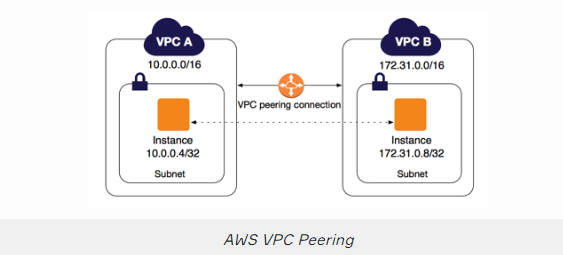 VPC A
10.0.0.0/16
Instance
10.0.0.4/32
Subnet
VPC peering connection
VPC B
172.31.0.0/16
Instance
172.31.0.8/32
Subnet
AWS VPC Peering